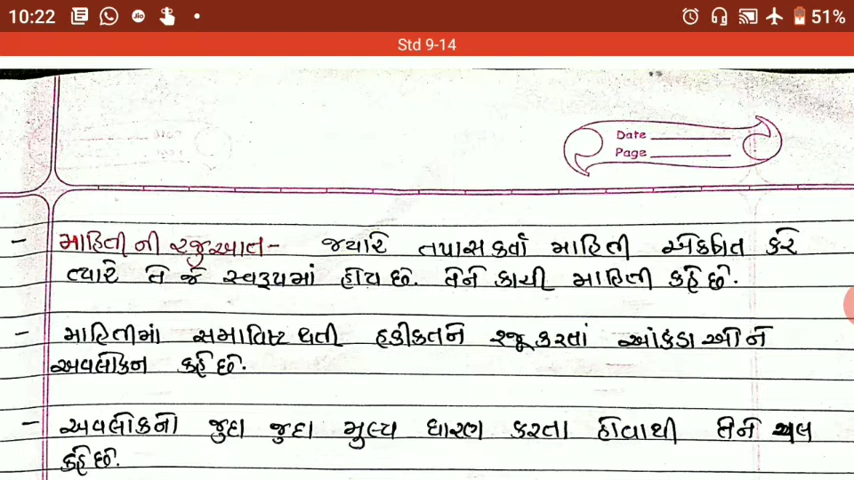 10:22 51%
Std 9-14
Date
Page
- માહિતી ની રજુઆત- જ્યારે તપાસકર્તા માહિતી એકત્રિત કરે
ત્યારે તે જે સ્વરૂપમાં હોય છે. તેને કાચી માહિતી કહે છે.
- માહિતીમાં સમાવિષ્ટ થતી હકીકતને રજૂ કરતાં આંકડા ઓને
અવલોકન કહે છે.
- અવલોકનો જુદા જુદા મુલ્ય ધારણ કરતા હોવાથી તેને ચલ
કહે છે.